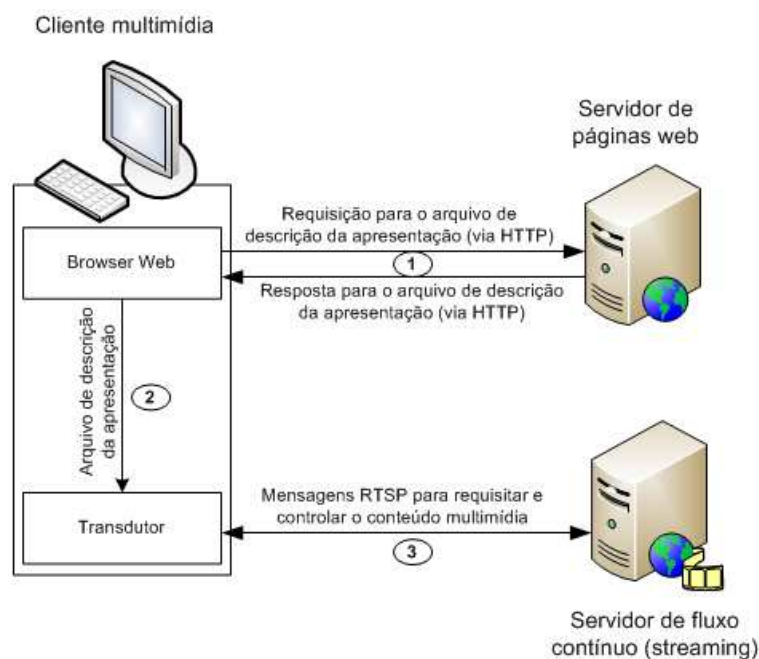 Cliente multimídia
Servidor de
páginas web
Requisição para o arquivo de
descrição da apresentação (via HTTP)
1
Browser Web
Resposta para o arquivo de descrição
da apresentação (via HTTP)
Arquivo de descrição
da apresentação
2
Mensagens RTSP para requisitar e
controlar o conteúdo multimídia
Transdutor
3
Servidor de fluxo
contínuo (streaming)